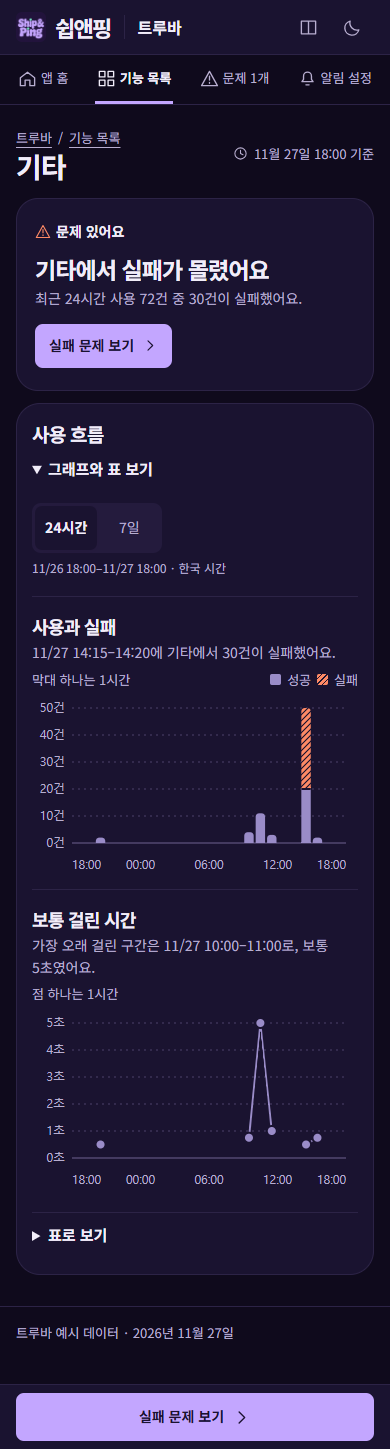 Ship& Ping
쉽앤핑
트루바
앱 홈
기능 목록
문제 1개
알림 설정
트루바 / 기능 목록
기타
11월 27일 18:00 기준
문제 있어요
기타에서 실패가 몰렸어요
최근 24시간 사용 72건 중 30건이 실패했어요.
실패 문제 보기
사용 흐름
그래프와 표 보기
24시간
7일
11/26 18:00–11/27 18:00 · 한국 시간
사용과 실패
11/27 14:15–14:20에 기타에서 30건이 실패했어요.
막대 하나는 1시간
성공
실패
50건
40건
30건
20건
10건
0건
18:00 00:00 06:00 12:00 18:00
보통 걸린 시간
가장 오래 걸린 구간은 11/27 10:00–11:00로, 보통
5초였어요.
점 하나는 1시간
5초
4초
3초
2초
1초
0초
18:00 00:00 06:00 12:00 18:00
표로 보기
트루바 예시 데이터 · 2026년 11월 27일
실패 문제 보기